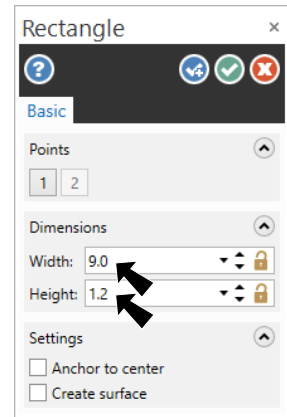 Rectangle
Basic
Points
1 2
Dimensions
Width: 9.0
Height: 1.2
Settings
Anchor to center
Create surface